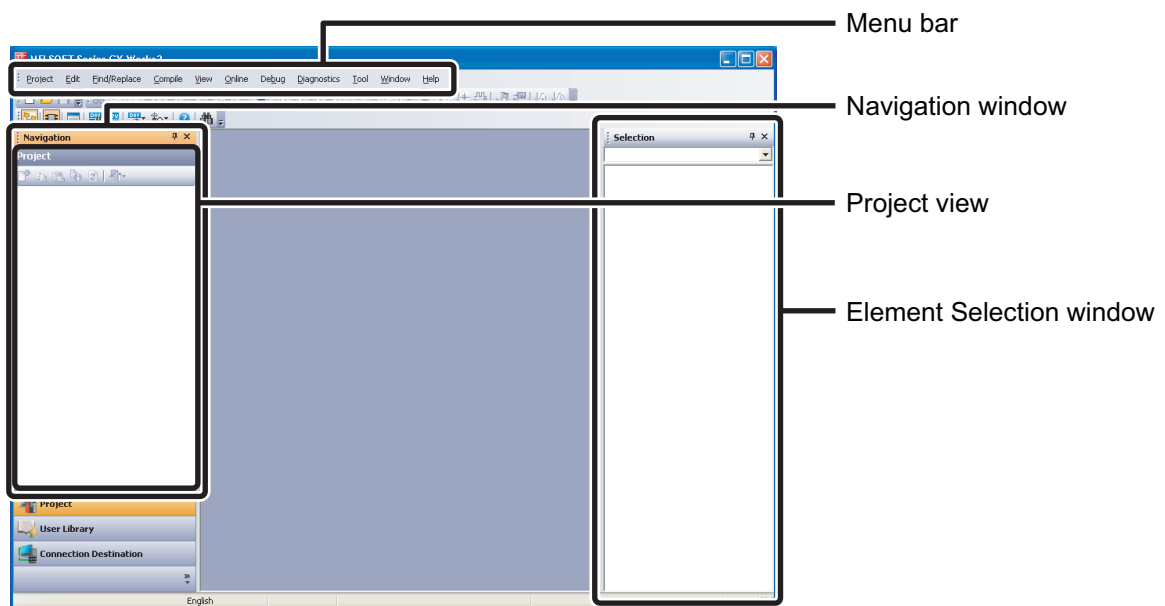 Menu bar
MELSOFT Series GX Works2
Project Edit Find/Replace Compile View Online Debug Diagnostics Tool Window Help
Navigation window
Navigation
Selection
Project
Project view
Element Selection window
Project
User Library
Connection Destination
English